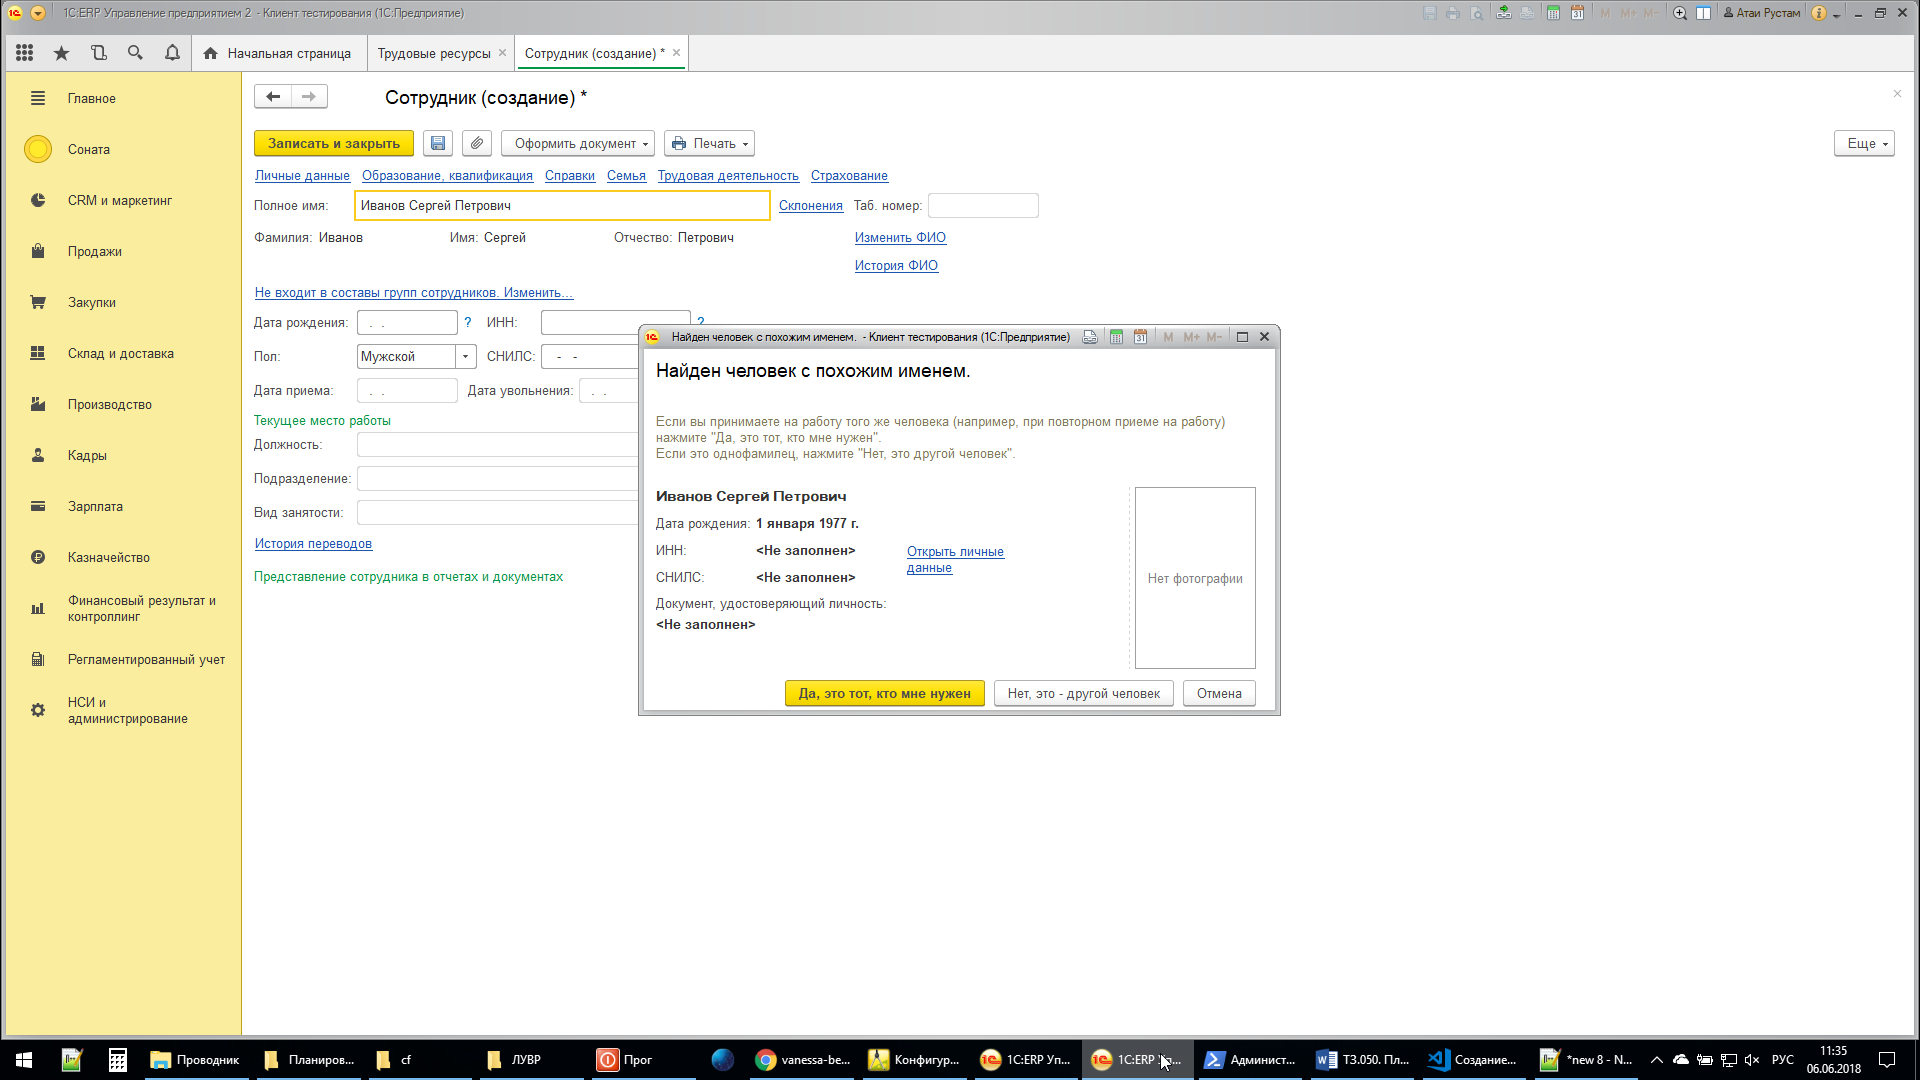 1С:ERP Управление предприятием 2 - Клиент тестирования (1С:Предприятие)
M M+ M- Атаи Рустам
Начальная страница
Трудовые ресурсы
Сотрудник (создание) *
Главное
Соната
CRM и маркетинг
Продажи
Закупки
Склад и доставка
Производство
Кадры
Зарплата
Казначейство
Финансовый результат и
контроллинг
Регламентированный учет
НСИ и
администрирование
Сотрудник (создание) *
Записать и закрыть
Оформить документ
Печать
Еще
Личные данные Образование, квалификация Справки Семья Трудовая деятельность Страхование
Полное имя: Иванов Сергей Петрович Склонения Таб. номер:
Фамилия: Иванов Имя: Сергей Отчество: Петрович Изменить ФИО
История ФИО
Не входит в составы групп сотрудников. Изменить...
Дата рождения: . . ? ИНН: ?
Пол: Мужской СНИЛС: - -
Дата приема: . . Дата увольнения: . .
Текущее место работы
Должность:
Подразделение:
Вид занятости:
История переводов
Представление сотрудника в отчетах и документах
Найден человек с похожим именем. - Клиент тестирования (1С:Предприятие) 31 M M+ M-
Найден человек с похожим именем.
Если вы принимаете на работу того же человека (например, при повторном приеме на работу)
нажмите "Да, это тот, кто мне нужен".
Если это однофамилец, нажмите "Нет, это другой человек".
Иванов Сергей Петрович
Дата рождения: 1 января 1977 г.
ИНН: <Не заполнен> Открыть личные
данные
СНИЛС: <Не заполнен>
Документ, удостоверяющий личность:
<Не заполнен>
Нет фотографии
Да, это тот, кто мне нужен
Нет, это - другой человек
Отмена
Проводник
Планиров...
cf
ЛУВР
Прог
vanessa-be...
Конфигур...
1С:ERP Уп...
1С:ERP Уп...
Админист...
ТЗ.050. Пл...
Создание...
*new 8 - N...
РУС
11:35
06.06.2018